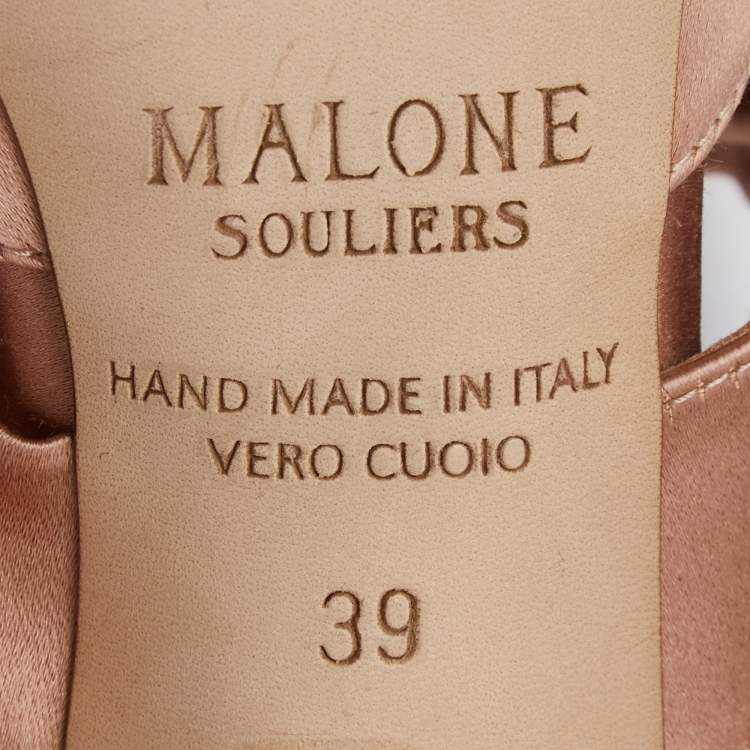 MALONE
SOULIERS
HAND MADE IN ITALY
VERO CUOIO
39